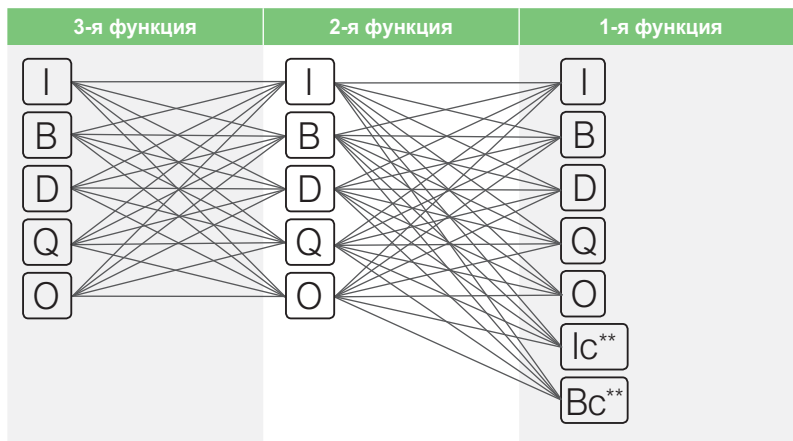 3-я функция 2-я функция 1-я функция
I I I
B B B
D D D
Q Q Q
O O O
Ic**
Bc**